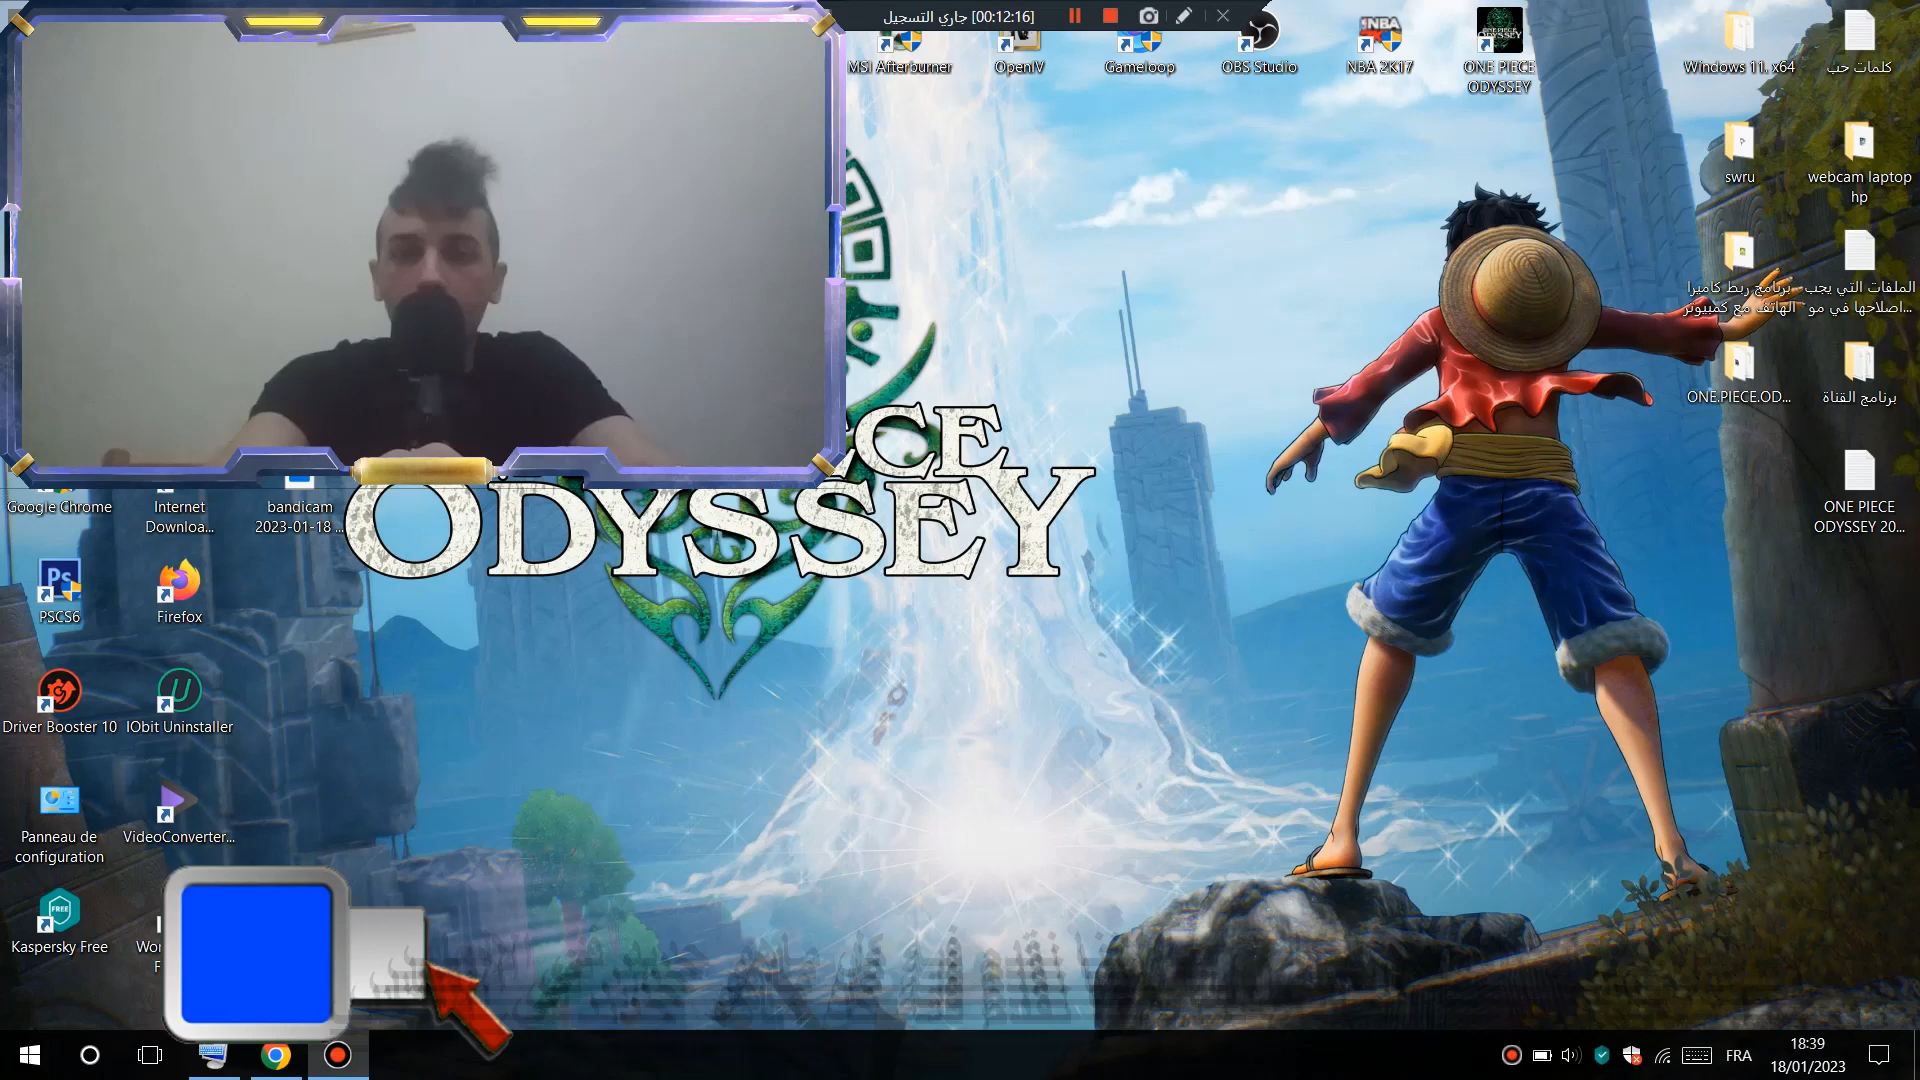 جاري التسجيل [00:12:16]
MSI Afterburner
OpenIV
Gameloop
OBS Studio
NBA 2K17
ONE PIECE
ODYSSEY
Windows 11. x64
كلمات حب
swru
webcam laptop
hp
برنامج ربط كاميرا
الهاتف مع كمبيوتر
الملفات التي يجب
اصلاحها في مو...
ONE.PIECE.OD...
برنامج القناة
ONE PIECE
ODYSSEY 20...
ECE
ODYSSEY
Google Chrome
Internet
Downloa...
bandicam
2023-01-18 ...
PSCS6
Ps
Firefox
Driver Booster 10
IObit Uninstaller
Panneau de
configuration
VideoConverter...
FREE
Kaspersky Free
FRA
18:39
18/01/2023